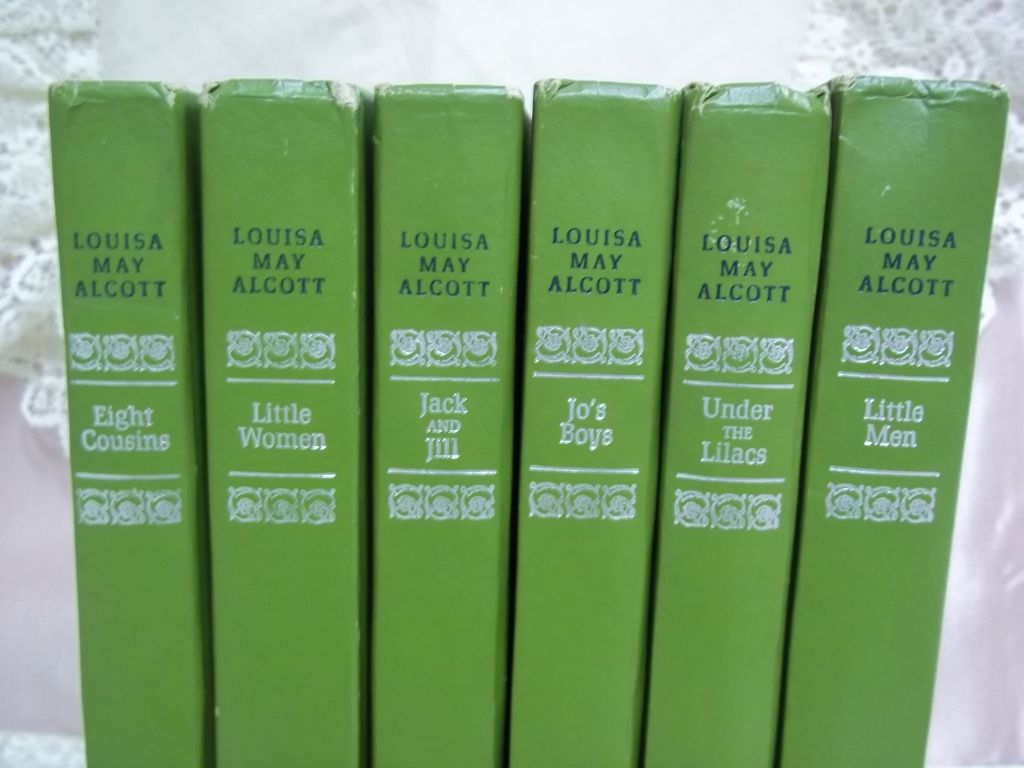 LOUISA
MAY
ALCOTT
Eight
Cousins
LOUISA
MAY
ALCOTT
Little
Women
LOUISA
MAY
ALCOTT
Jack
AND
Jill
LOUISA
MAY
ALCOTT
Jo's
Boys
LOUISA
MAY
ALCOTT
Under
THE
Lilacs
LOUISA
MAY
ALCOTT
Little
Men